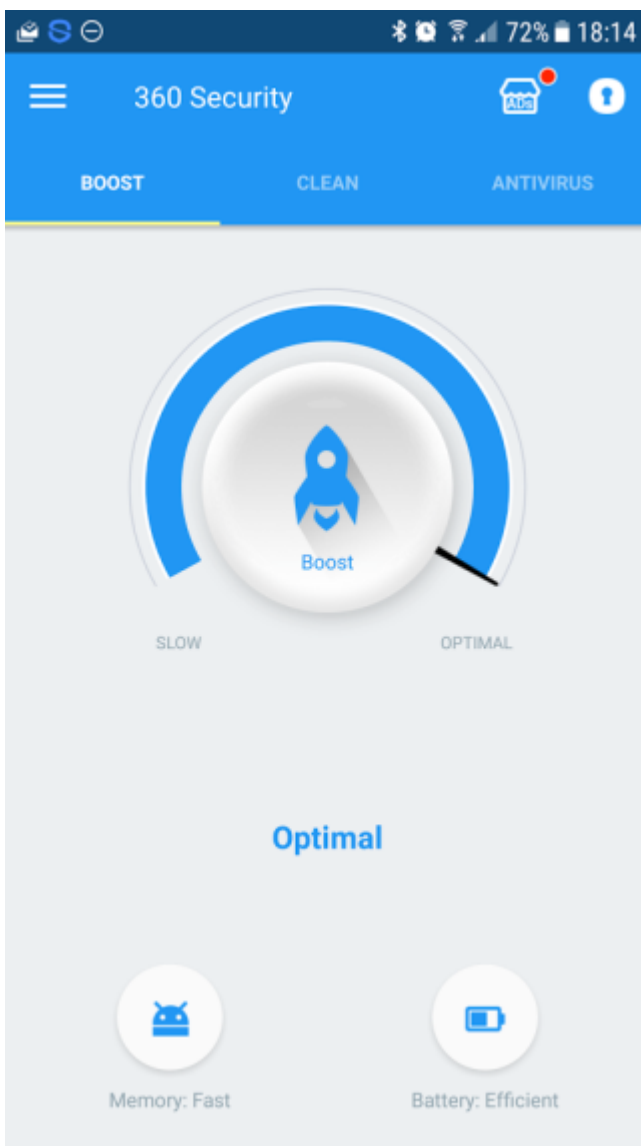 72% 18:14
360 Security
ADs
BOOST CLEAN ANTIVIRUS
Boost
SLOW OPTIMAL
Optimal
Memory: Fast Battery: Efficient